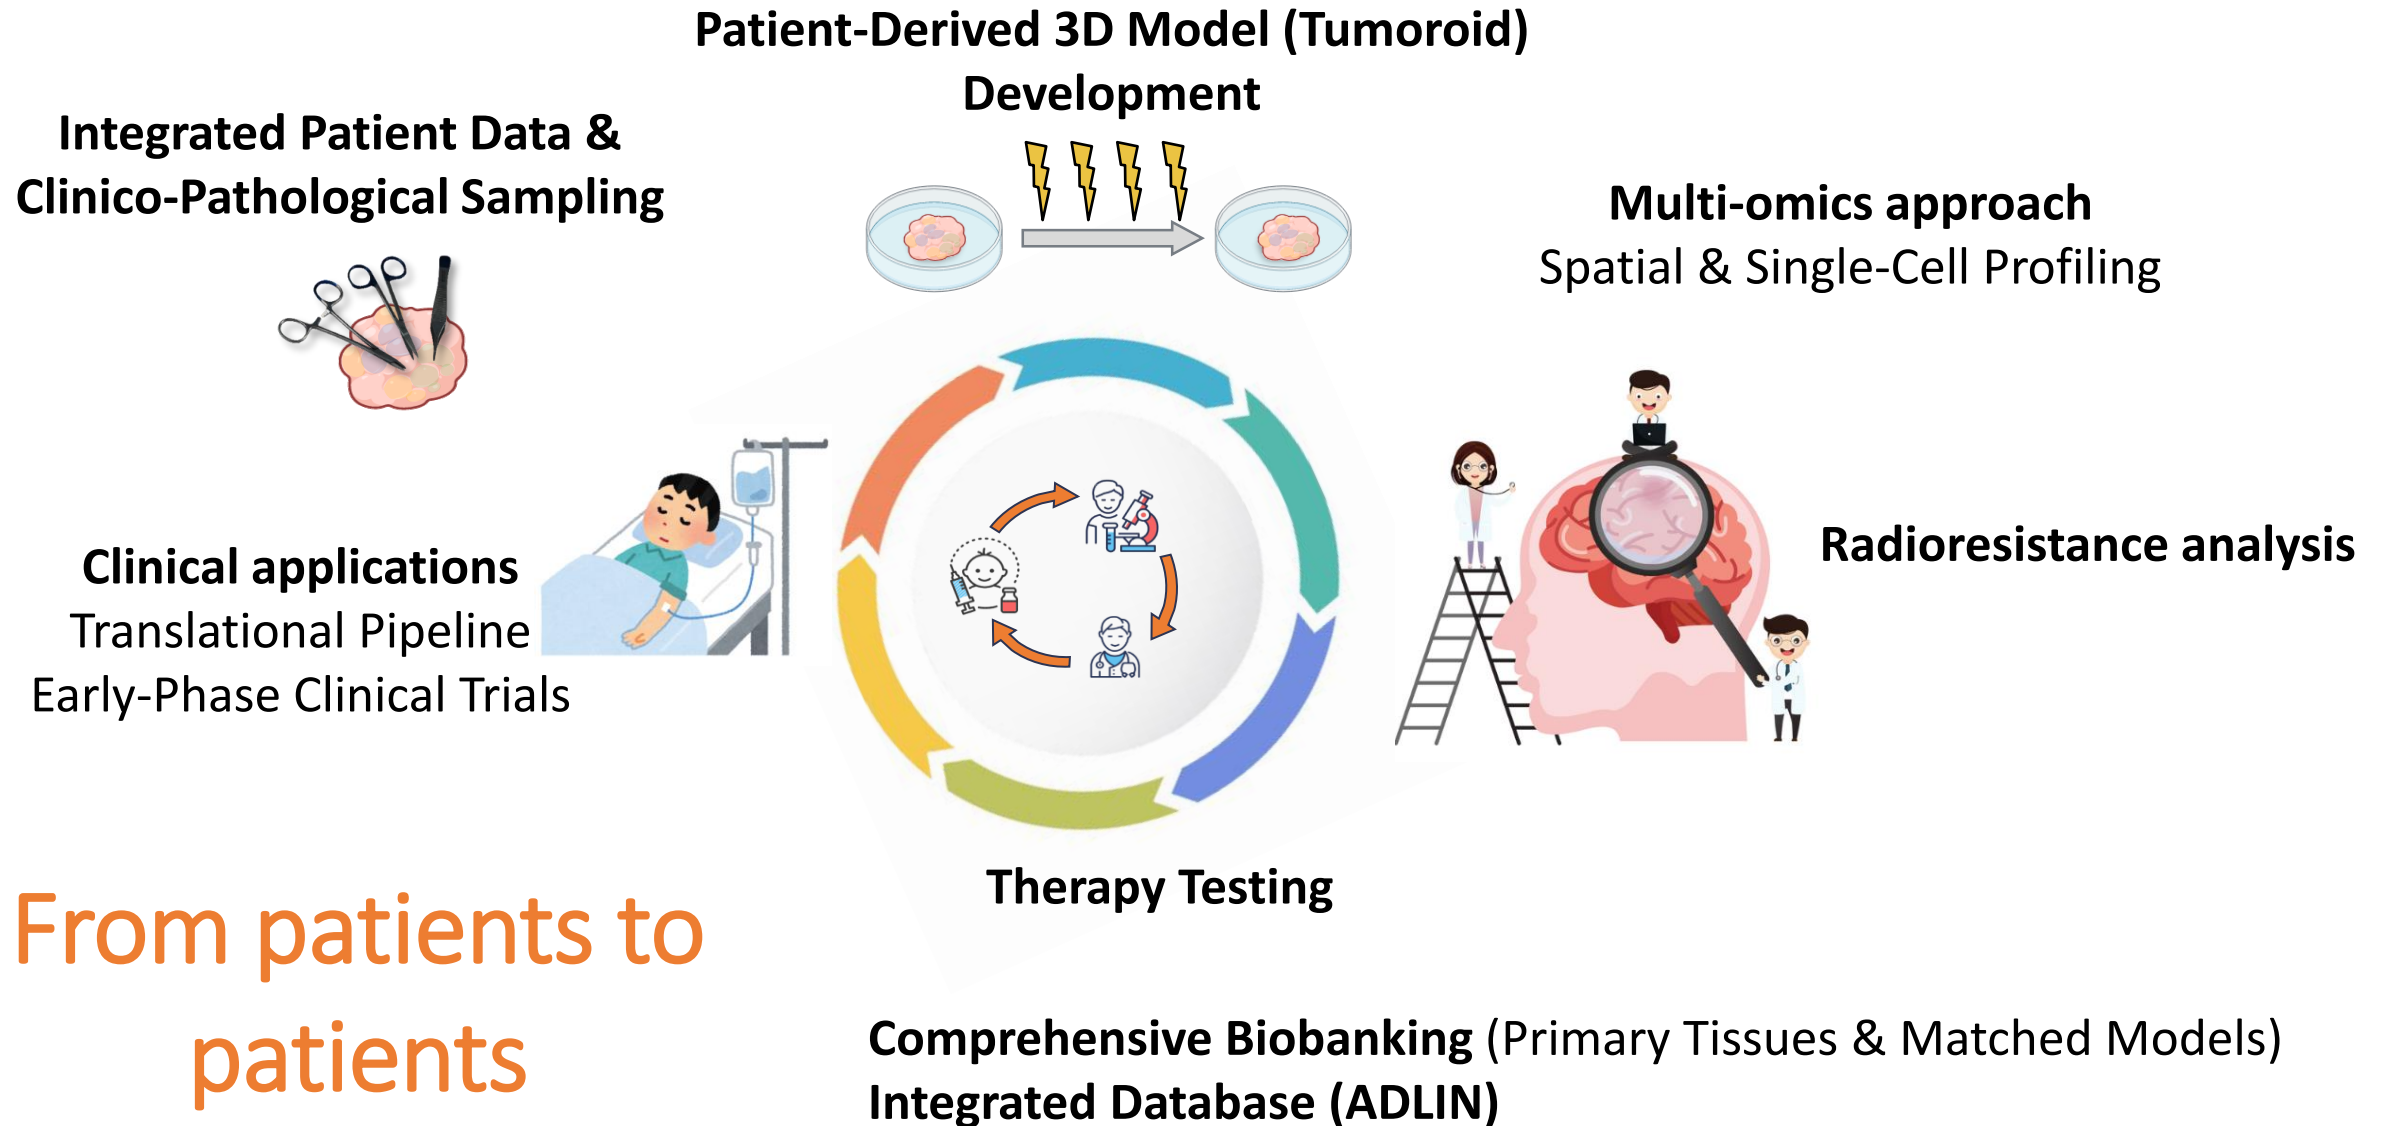 Patient-Derived 3D Model (Tumoroid)
Development
Integrated Patient Data &
Clinico-Pathological Sampling
Multi-omics approach
Spatial & Single-Cell Profiling
Radioresistance analysis
Clinical applications
Translational Pipeline
Early-Phase Clinical Trials
Therapy Testing
From patients to
patients
Comprehensive Biobanking (Primary Tissues & Matched Models)
Integrated Database (ADLIN)